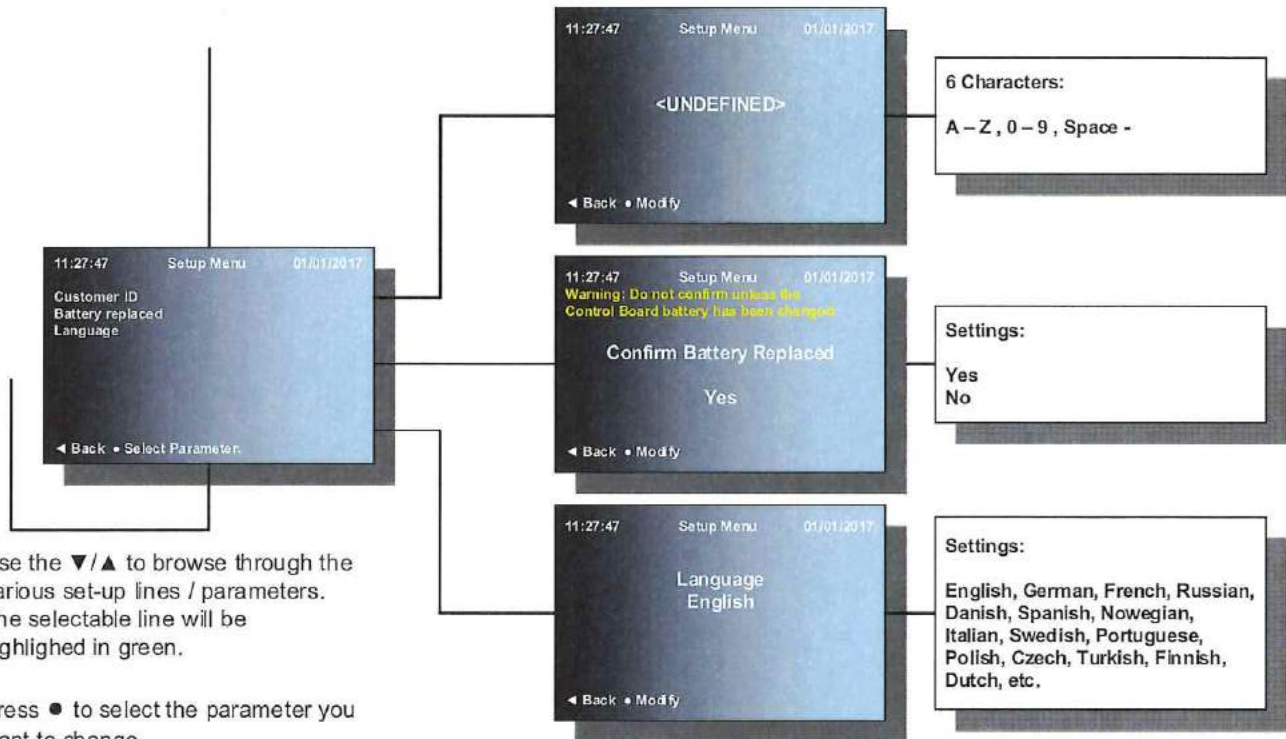 11:27:47 Setup Menu 01/01/2017
<UNDEFINED>
◄ Back ● Modify
6 Characters:
A – Z , 0 – 9 , Space -
11:27:47 Setup Menu 01/01/2017
Customer ID
Battery replaced
Language
◄ Back ● Select Parameter.
11:27:47 Setup Menu 01/01/2017
Warning: Do not confirm unless the
Control Board battery has been changed
Confirm Battery Replaced
Yes
◄ Back ● Modify
Settings:
Yes
No
11:27:47 Setup Menu 01/01/2017
Language
English
◄ Back ● Modify
Settings:
English, German, French, Russian,
Danish, Spanish, Nowegian,
Italian, Swedish, Portuguese,
Polish, Czech, Turkish, Finnish,
Dutch, etc.
se the ▼/▲ to browse through the
arious set-up lines / parameters.
he selectable line will be
ghlighed in green.
ress ● to select the parameter you